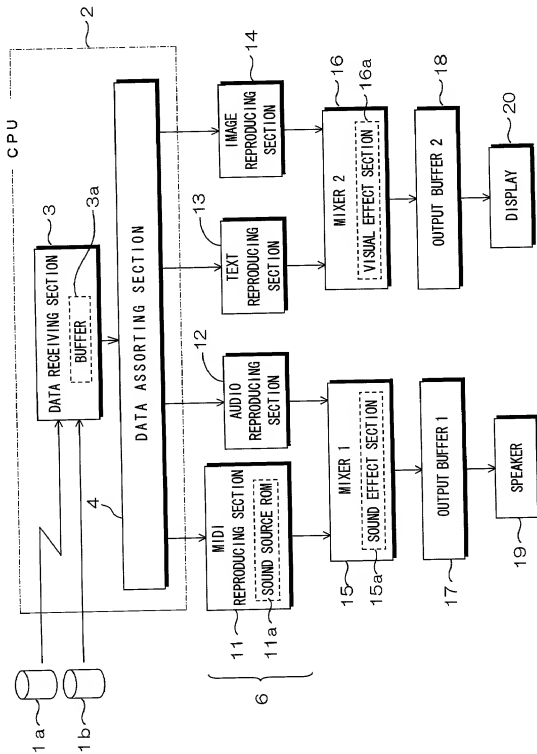 CPU
2
1a
1b
3
DATA RECEIVING SECTION
BUFFER
3a
4
DATA ASSORTING SECTION
6
11
MIDI
REPRODUCING SECTION
SOUND SOURCE ROM
11a
12
AUDIO
REPRODUCING
SECTION
13
TEXT
REPRODUCING
SECTION
14
IMAGE
REPRODUCING
SECTION
15
MIXER 1
SOUND EFFECT SECTION
15a
16
MIXER 2
VISUAL EFFECT SECTION
16a
17
OUTPUT BUFFER 1
18
OUTPUT BUFFER 2
19
SPEAKER
20
DISPLAY